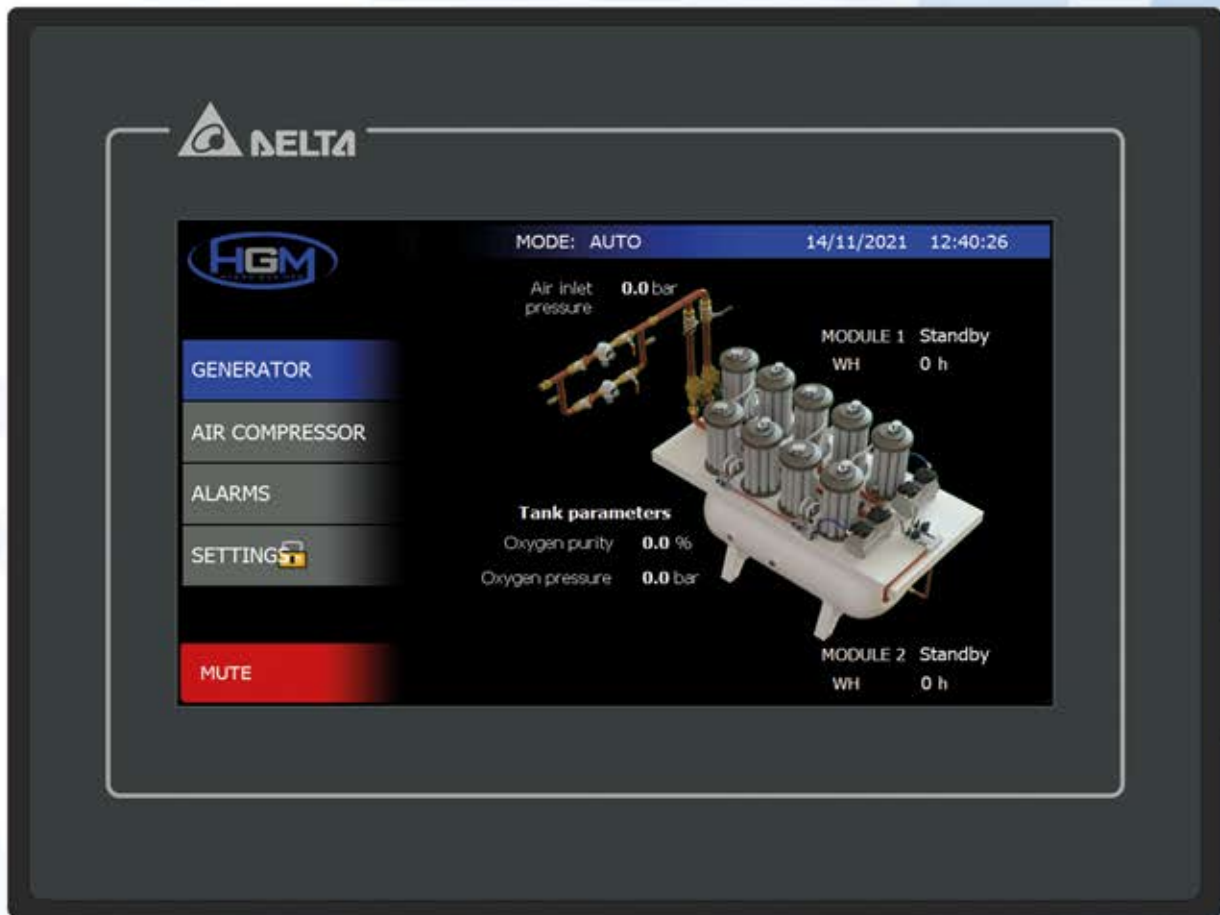 DELTA
HGM
MODE: AUTO 14/11/2021 12:40:26
Air inlet 0.0 bar
pressure
MODULE 1 Standby
WH 0 h
GENERATOR
AIR COMPRESSOR
ALARMS
SETTINGS
Tank parameters
Oxygen purity 0.0 %
Oxygen pressure 0.0 bar
MUTE
MODULE 2 Standby
WH 0 h